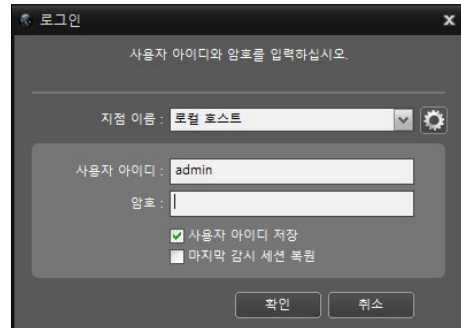 로그인
사용자 아이디와 암호를 입력하십시오.
지점 이름 : 로컬 호스트
사용자 아이디 : admin
암호 :
사용자 아이디 저장
마지막 감시 세션 복원
확인 취소